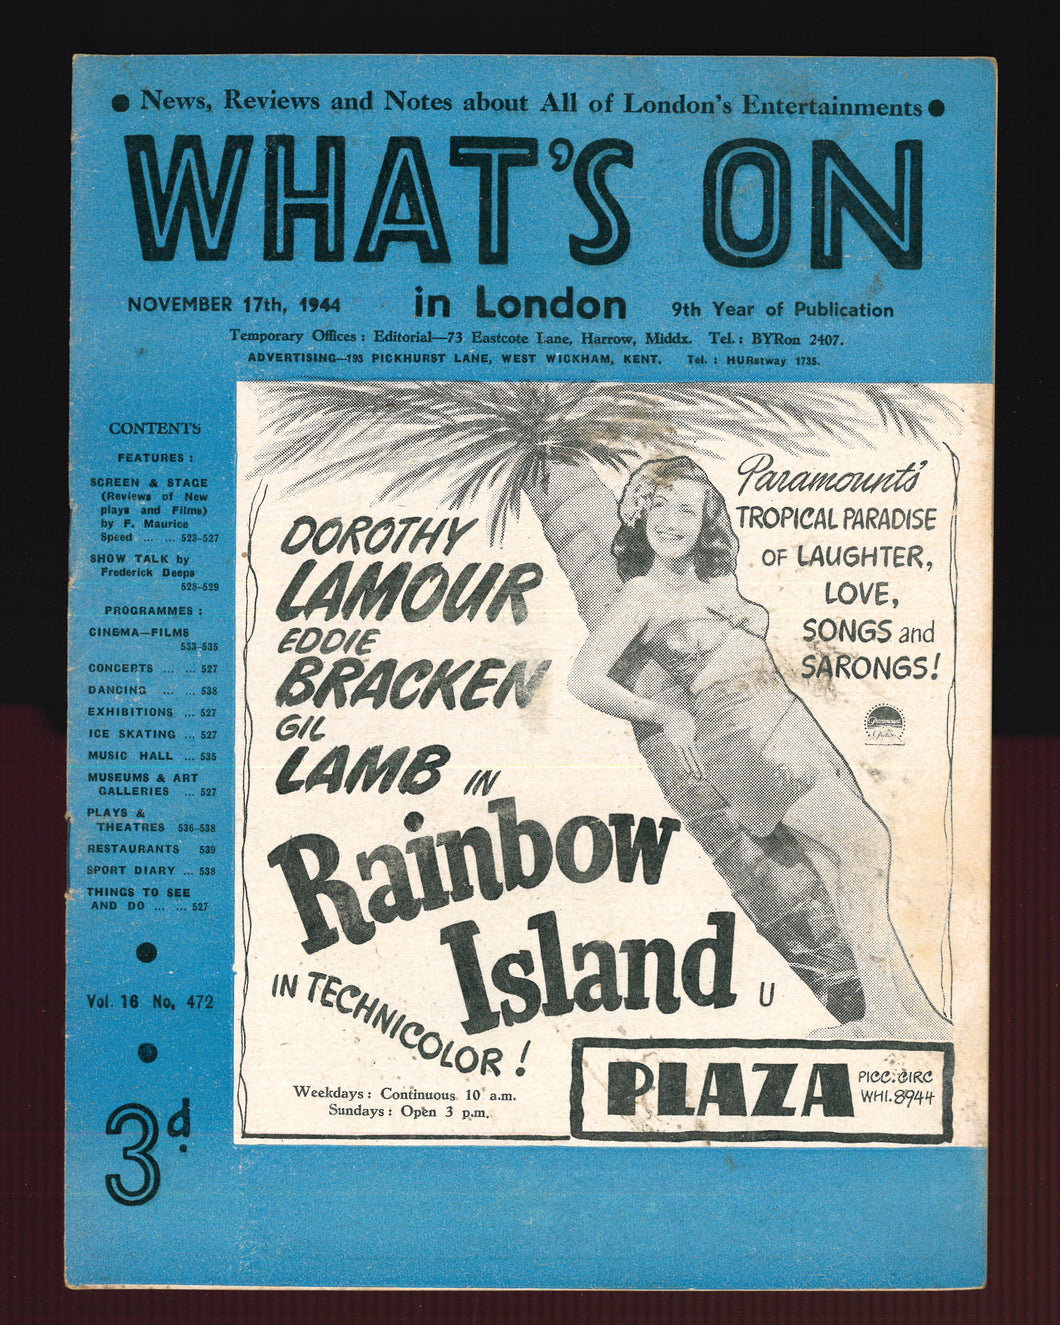 ● News, Reviews and Notes about All of London's Entertainments ●
WHAT'S ON
NOVEMBER 17th, 1944 in London 9th Year of Publication
Temporary Offices : Editorial—73 Eastcote Lane, Harrow, Middx. Tel. : BYRon 2407.
ADVERTISING—193 PICKHURST LANE, WEST WICKHAM, KENT. Tel. : HURstway 1735.
CONTENTS
FEATURES :
SCREEN & STAGE
(Reviews of New
plays and Films)
by F. Maurice
Speed ... ... 523-527
SHOW TALK by
Frederick Deeps
528-529
PROGRAMMES :
CINEMA—FILMS
533-535
CONCERTS ... ... 527
DANCING ... ... 538
EXHIBITIONS ... 527
ICE SKATING ... 527
MUSIC HALL ... 535
MUSEUMS & ART
GALLERIES ... 527
PLAYS &
THEATRES 536-538
RESTAURANTS 539
SPORT DIARY ... 538
THINGS TO SEE
AND DO ... ... 527
Vol. 16 No. 472
3d.
DOROTHY
LAMOUR
EDDIE
BRACKEN
GIL
LAMB IN
Rainbow
Island
U
IN TECHNICOLOR!
Paramount's
TROPICAL PARADISE
OF LAUGHTER,
LOVE,
SONGS and
SARONGS!
Paramount
Weekdays : Continuous 10 a.m.
Sundays : Open 3 p.m.
PLAZA
PICC. CIRC
WHI. 8944